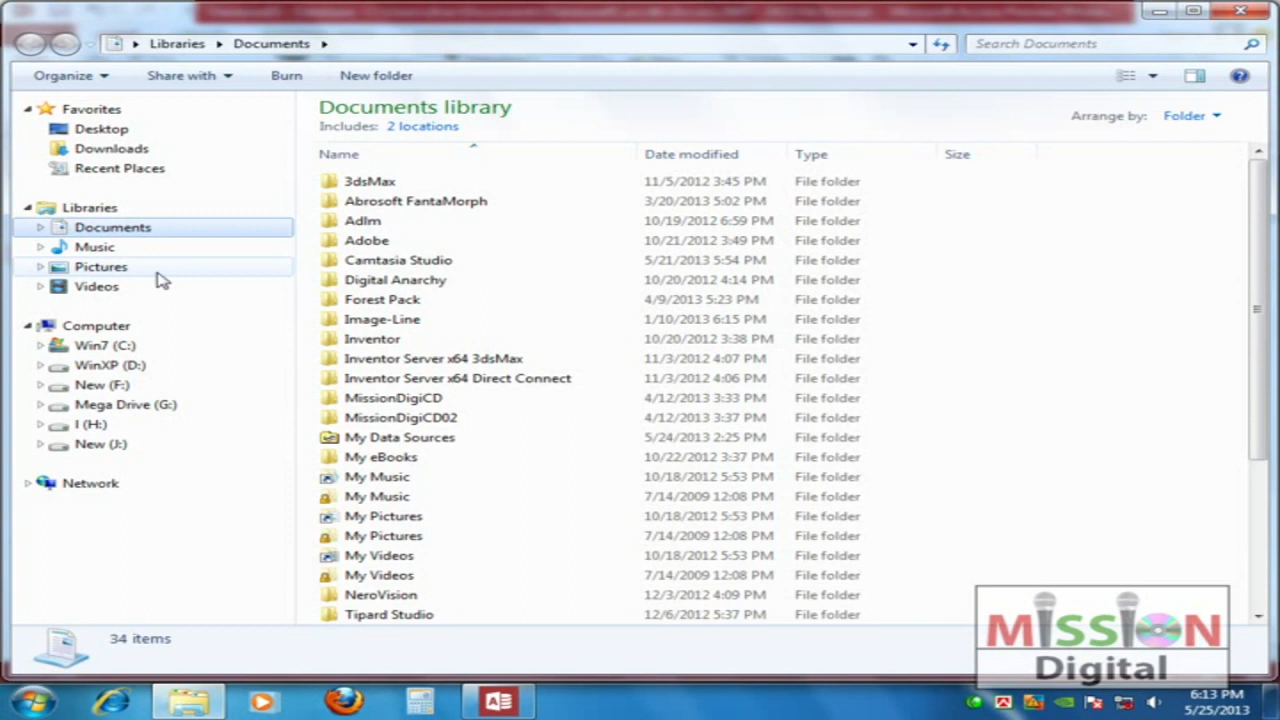 Libraries Documents
Search Documents
Organize Share with Burn New folder
Favorites
Desktop
Downloads
Recent Places
Libraries
Documents
Music
Pictures
Videos
Computer
Win7 (C:)
WinXP (D:)
New (F:)
Mega Drive (G:)
I (H:)
New (J:)
Network
Documents library
Includes: 2 locations
Arrange by: Folder
Name Date modified Type Size
3dsMax 11/5/2012 3:45 PM File folder
Abrosoft FantaMorph 3/20/2013 5:02 PM File folder
Adlm 10/19/2012 6:59 PM File folder
Adobe 10/21/2012 3:49 PM File folder
Camtasia Studio 5/21/2013 5:54 PM File folder
Digital Anarchy 10/20/2012 4:14 PM File folder
Forest Pack 4/9/2013 5:23 PM File folder
Image-Line 1/10/2013 6:15 PM File folder
Inventor 10/20/2012 3:38 PM File folder
Inventor Server x64 3dsMax 11/3/2012 4:07 PM File folder
Inventor Server x64 Direct Connect 11/3/2012 4:06 PM File folder
MissionDigiCD 4/12/2013 3:33 PM File folder
MissionDigiCD02 4/12/2013 3:37 PM File folder
My Data Sources 5/24/2013 2:25 PM File folder
My eBooks 10/22/2012 3:37 PM File folder
My Music 10/18/2012 5:53 PM File folder
My Music 7/14/2009 12:08 PM File folder
My Pictures 10/18/2012 5:53 PM File folder
My Pictures 7/14/2009 12:08 PM File folder
My Videos 10/18/2012 5:53 PM File folder
My Videos 7/14/2009 12:08 PM File folder
NeroVision 12/3/2012 4:09 PM File folder
Tipard Studio 12/6/2012 5:37 PM File folder
34 items
MISSION
Digital
A
6:13 PM
5/25/2013